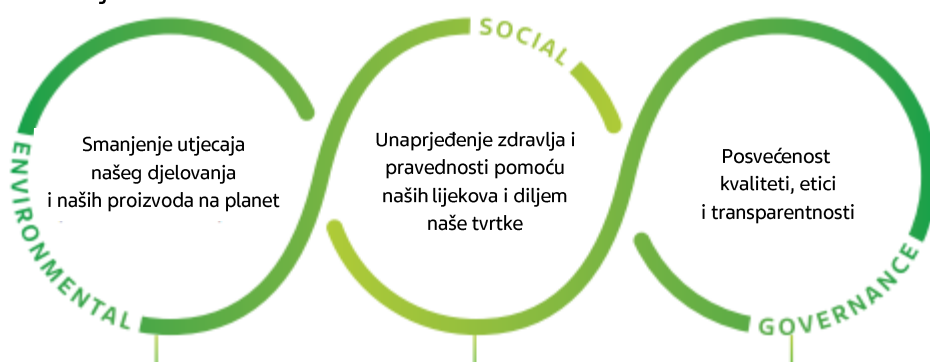 SOCIAL
ENVIRONMENTAL
Smanjenje utjecaja
našeg djelovanja
i naših proizvoda na planet
Unaprjeđenje zdravlja i
pravednosti pomoću
naših lijekova i diljem
naše tvrtke
Posvećenost
kvaliteti, etici
i transparentnosti
GOVERNANCE